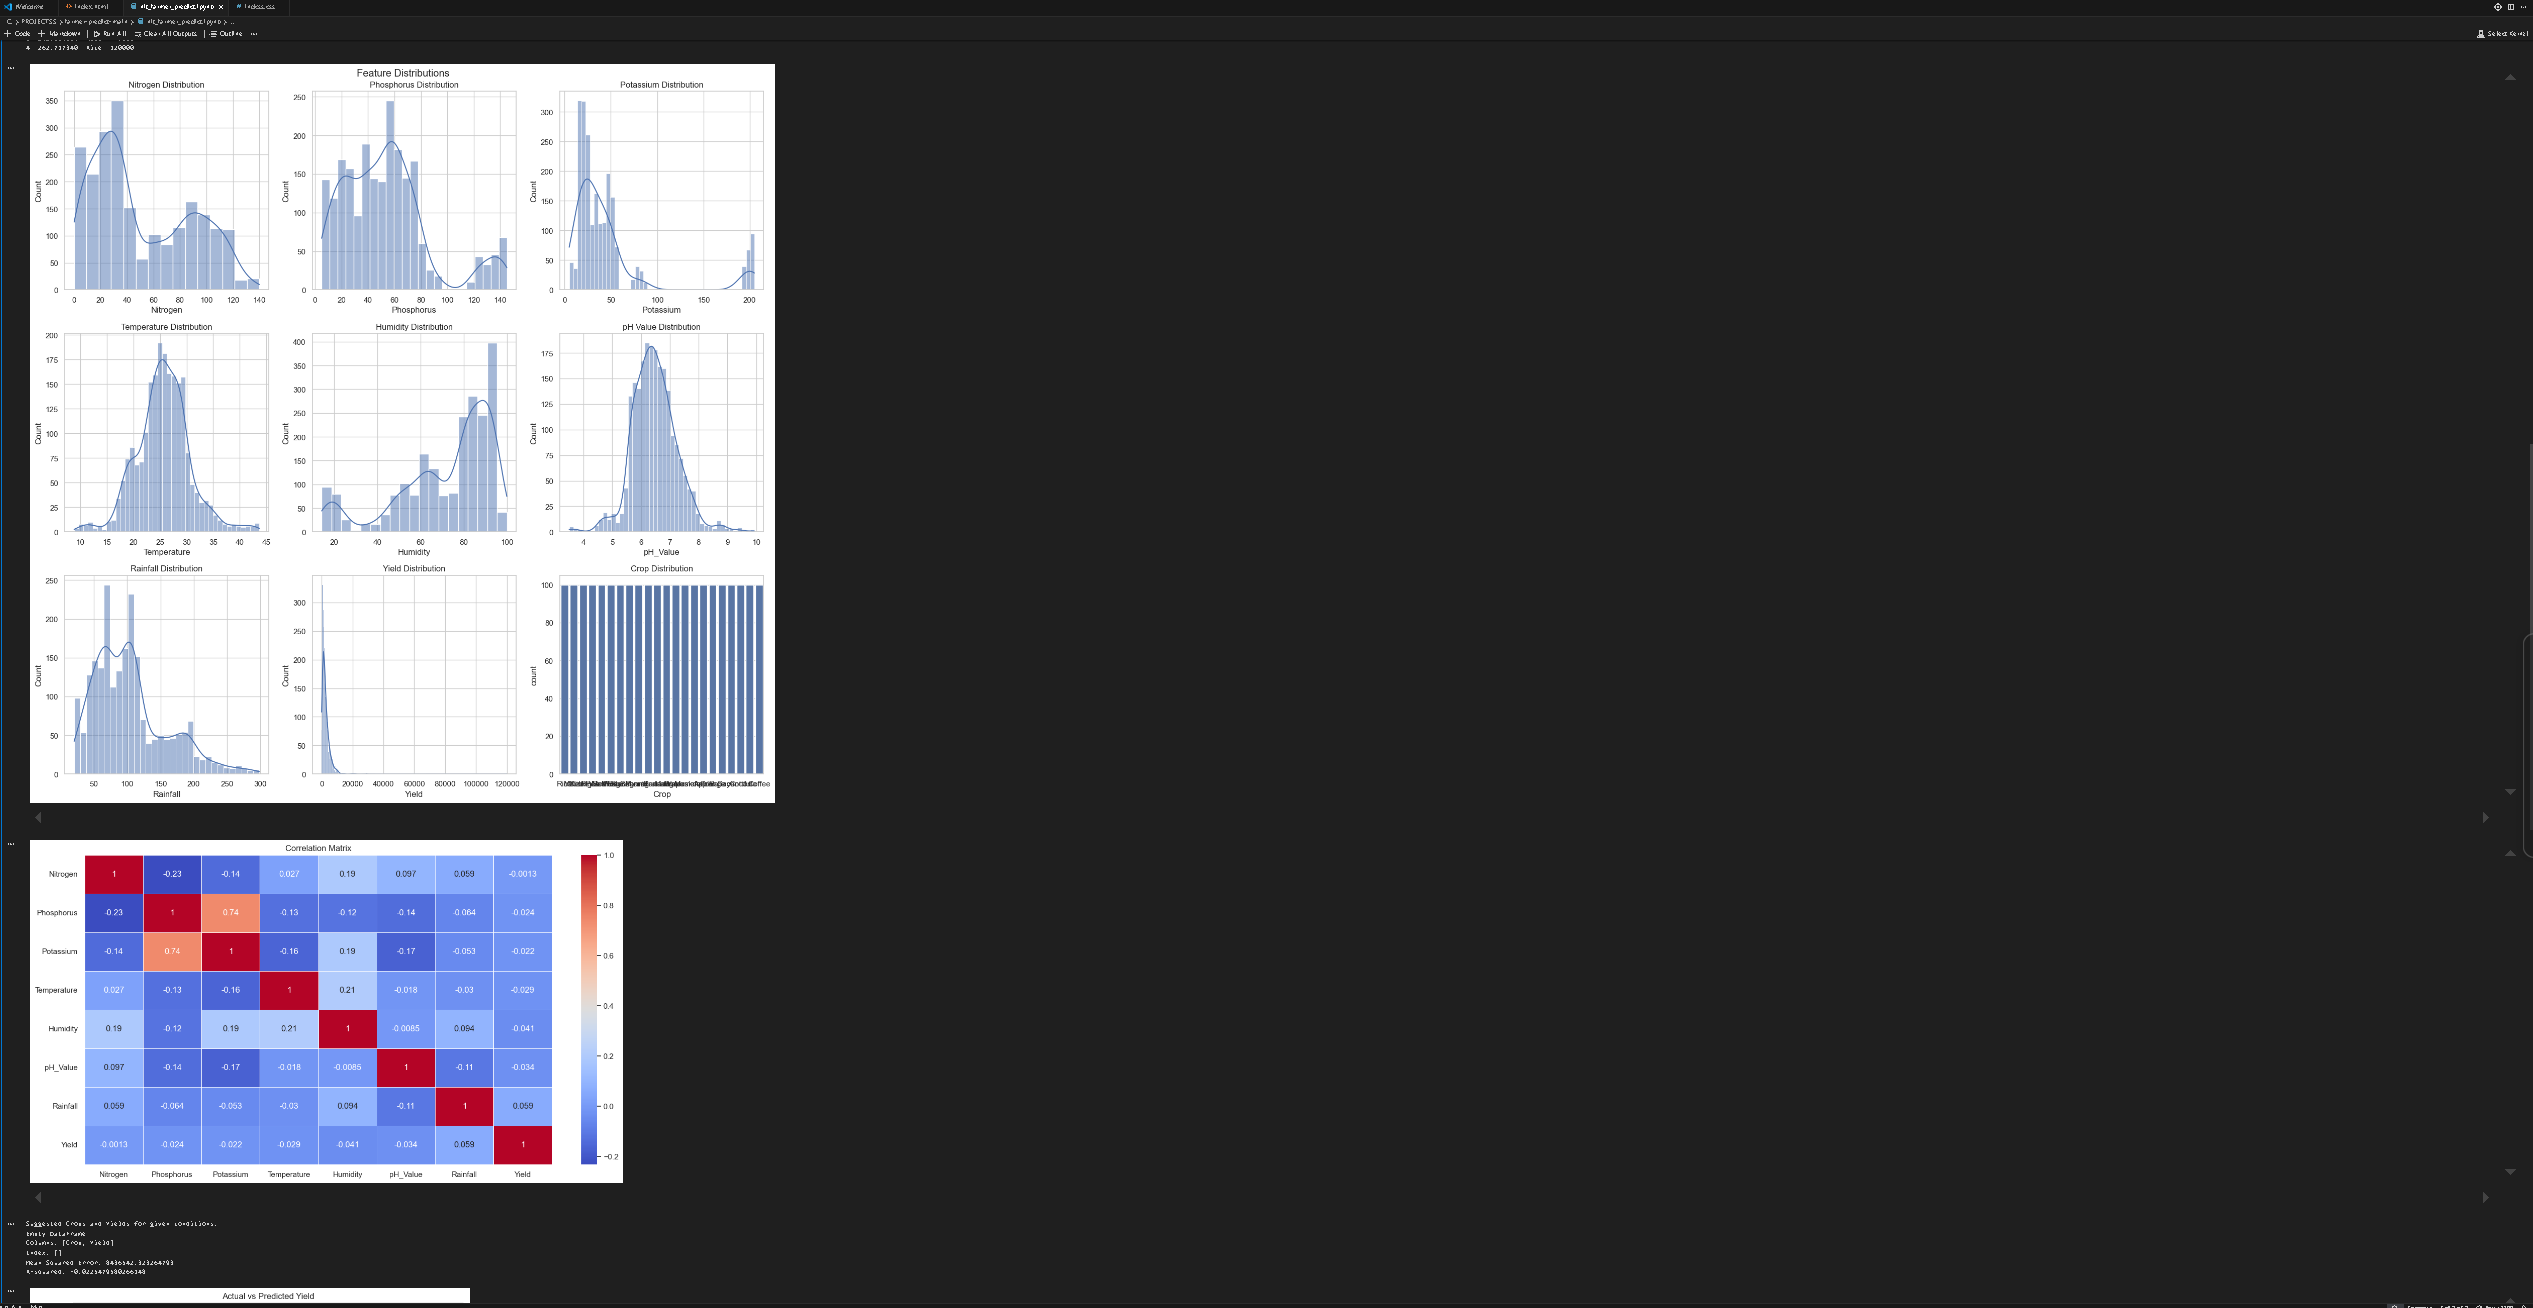 Welcome
index.html
index.css
PROJECTSS
Code
Markdown
Run All
Clear All Outputs
Outline
Select Kernel
4 262.717340 Rice 120000
Feature Distributions
Nitrogen Distribution
Phosphorus Distribution
Potassium Distribution
350
300
250
200
150
100
50
0
Count
0 20 40 60 80 100 120 140
Nitrogen
250
200
150
100
50
0
Count
0 20 40 60 80 100 120 140
Phosphorus
300
250
200
150
100
50
0
Count
0 50 100 150 200
Potassium
Temperature Distribution
Humidity Distribution
pH Value Distribution
200
175
150
125
100
75
50
25
0
Count
10 15 20 25 30 35 40 45
Temperature
400
350
300
250
200
150
100
50
0
Count
20 40 60 80 100
Humidity
175
150
125
100
75
50
25
0
Count
4 5 6 7 8 9 10
pH_Value
Rainfall Distribution
Yield Distribution
Crop Distribution
250
200
150
100
50
0
Count
50 100 150 200 250 300
Rainfall
300
250
200
150
100
50
0
Count
0 20000 40000 60000 80000 100000 120000
Yield
100
80
60
40
20
0
count
Crop
Correlation Matrix
Nitrogen 1 -0.23 -0.14 0.027 0.19 0.097 0.059 -0.0013
Phosphorus -0.23 1 0.74 -0.13 -0.12 -0.14 -0.064 -0.024
Potassium -0.14 0.74 1 -0.16 0.19 -0.17 -0.053 -0.022
Temperature 0.027 -0.13 -0.16 1 0.21 -0.018 -0.03 -0.029
Humidity 0.19 -0.12 0.19 0.21 1 -0.0085 0.094 -0.041
pH_Value 0.097 -0.14 -0.17 -0.018 -0.0085 1 -0.11 -0.034
Rainfall 0.059 -0.064 -0.053 -0.03 0.094 -0.11 1 0.059
Yield -0.0013 -0.024 -0.022 -0.029 -0.041 -0.034 0.059 1
Nitrogen Phosphorus Potassium Temperature Humidity pH_Value Rainfall Yield
1.0
0.8
0.6
0.4
0.2
0.0
−0.2
Suggested Crops and Yields for given conditions:
Empty DataFrame
Columns: [Crop, Yield]
Index: []
Mean Squared Error:
R-squared:
Actual vs Predicted Yield